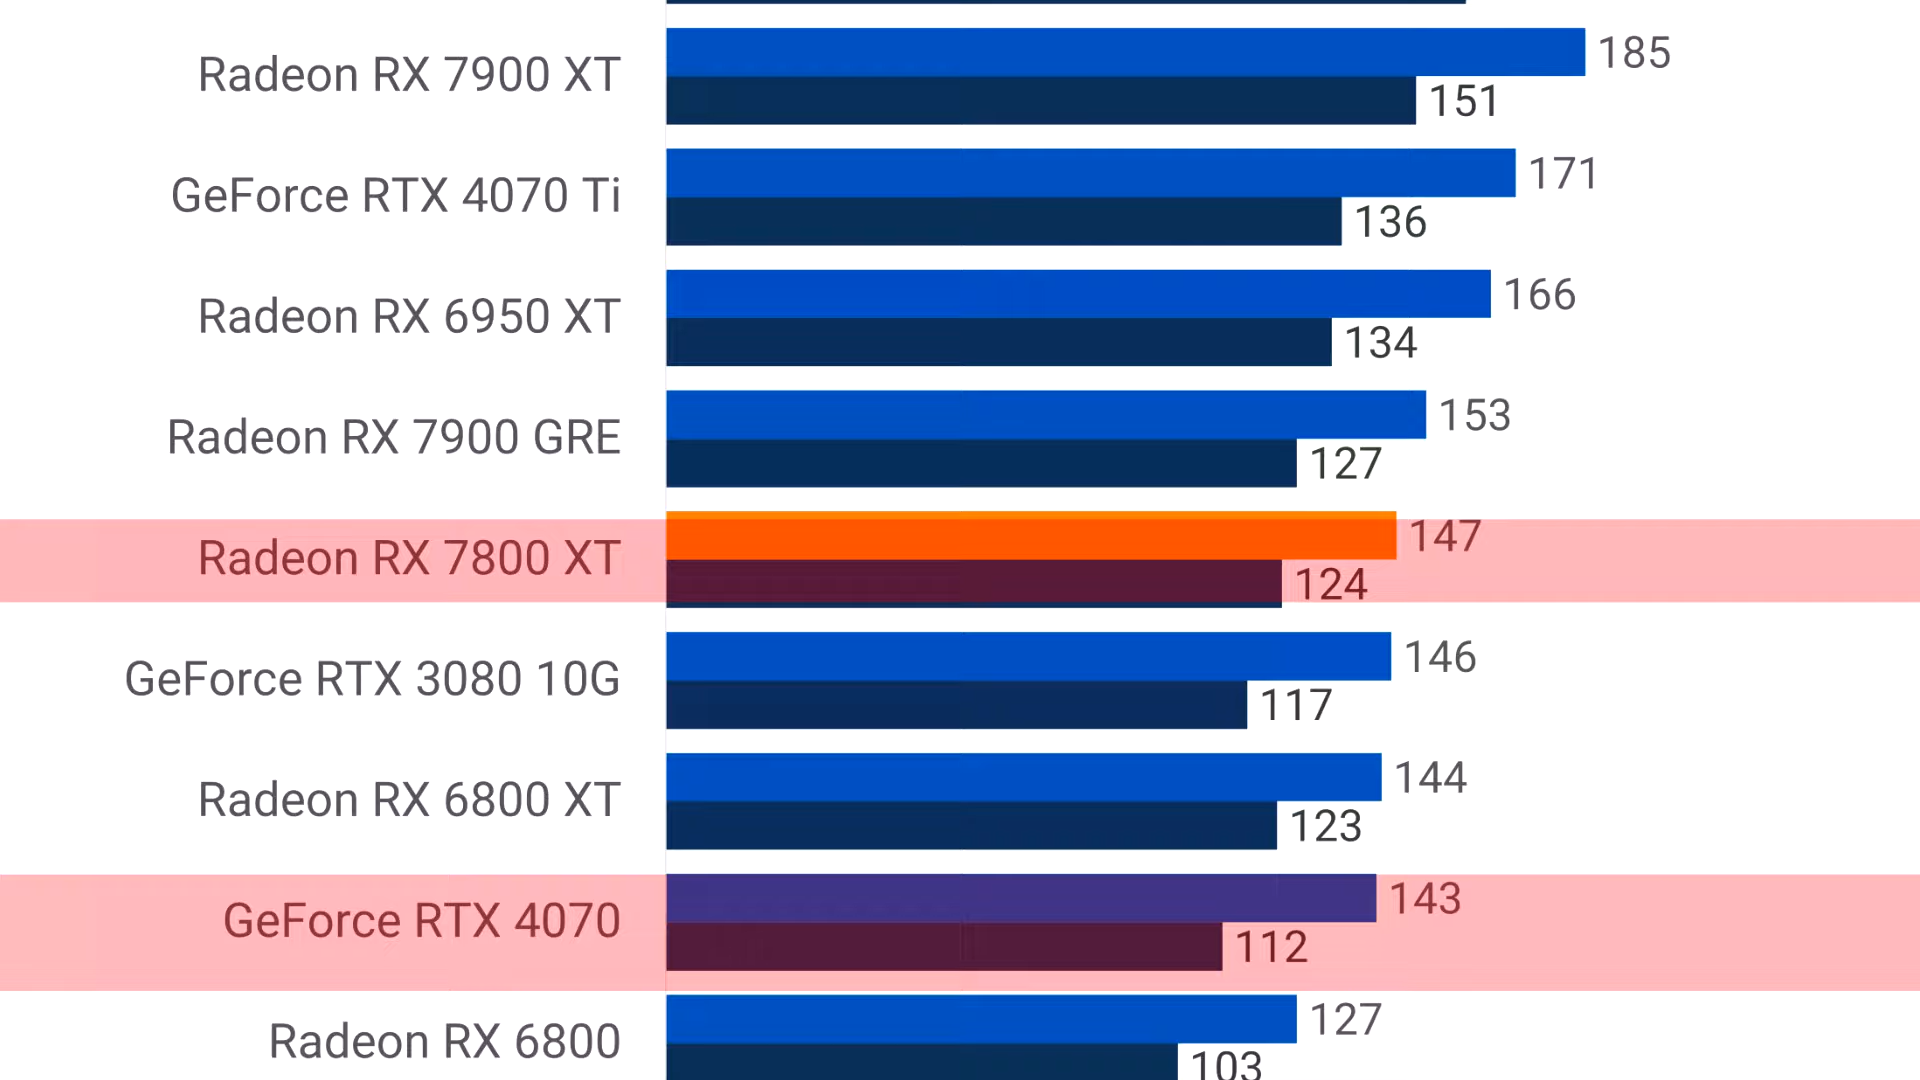 Radeon RX 7900 XT 185
151
GeForce RTX 4070 Ti 171
136
Radeon RX 6950 XT 166
134
Radeon RX 7900 GRE 153
127
Radeon RX 7800 XT 147
124
GeForce RTX 3080 10G 146
117
Radeon RX 6800 XT 144
123
GeForce RTX 4070 143
112
Radeon RX 6800 127
103